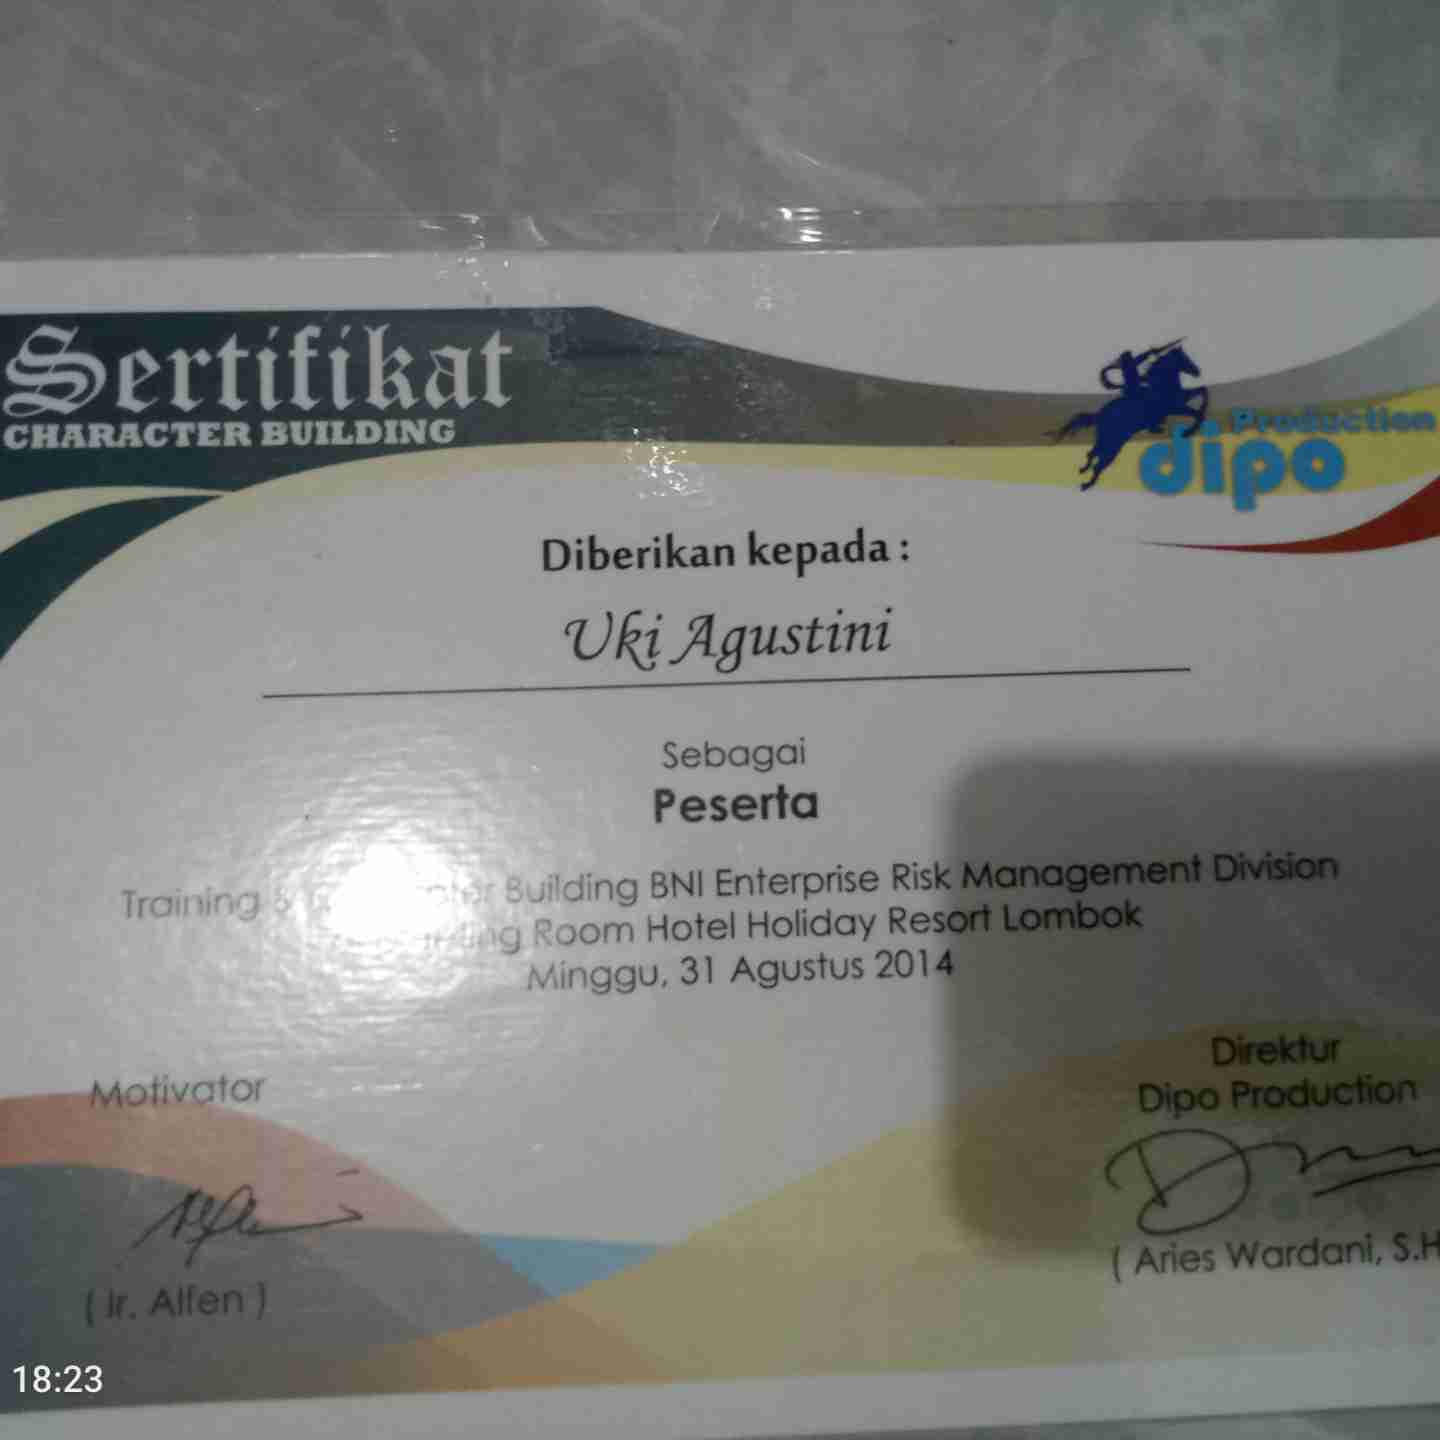 Sertifikat
CHARACTER BUILDING
Production
dipo
Diberikan kepada :
Uki Agustini
Sebagai
Peserta
Training & Building BNI Enterprise Risk Management Division
Room Hotel Holiday Resort Lombok
Minggu, 31 Agustus 2014
Motivator
( Ir. Alfen )
Direktur
Dipo Production
( Aries Wardani, S.H
18:23